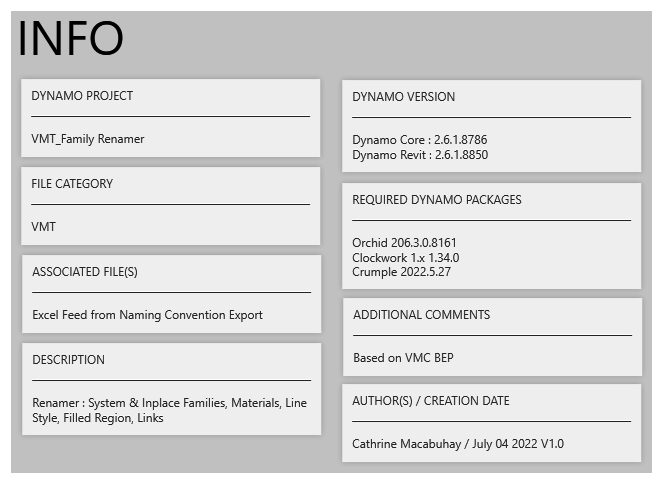 INFO
DYNAMO PROJECT
VMT_Family Renamer
FILE CATEGORY
VMT
ASSOCIATED FILE(S)
Excel Feed from Naming Convention Export
DESCRIPTION
Renamer : System & Inplace Families, Materials, Line
Style, Filled Region, Links
DYNAMO VERSION
Dynamo Core : 2.6.1.8786
Dynamo Revit : 2.6.1.8850
REQUIRED DYNAMO PACKAGES
Orchid 206.3.0.8161
Clockwork 1.x 1.34.0
Crumple 2022.5.27
ADDITIONAL COMMENTS
Based on VMC BEP
AUTHOR(S) / CREATION DATE
Cathrine Macabuhay / July 04 2022 V1.0